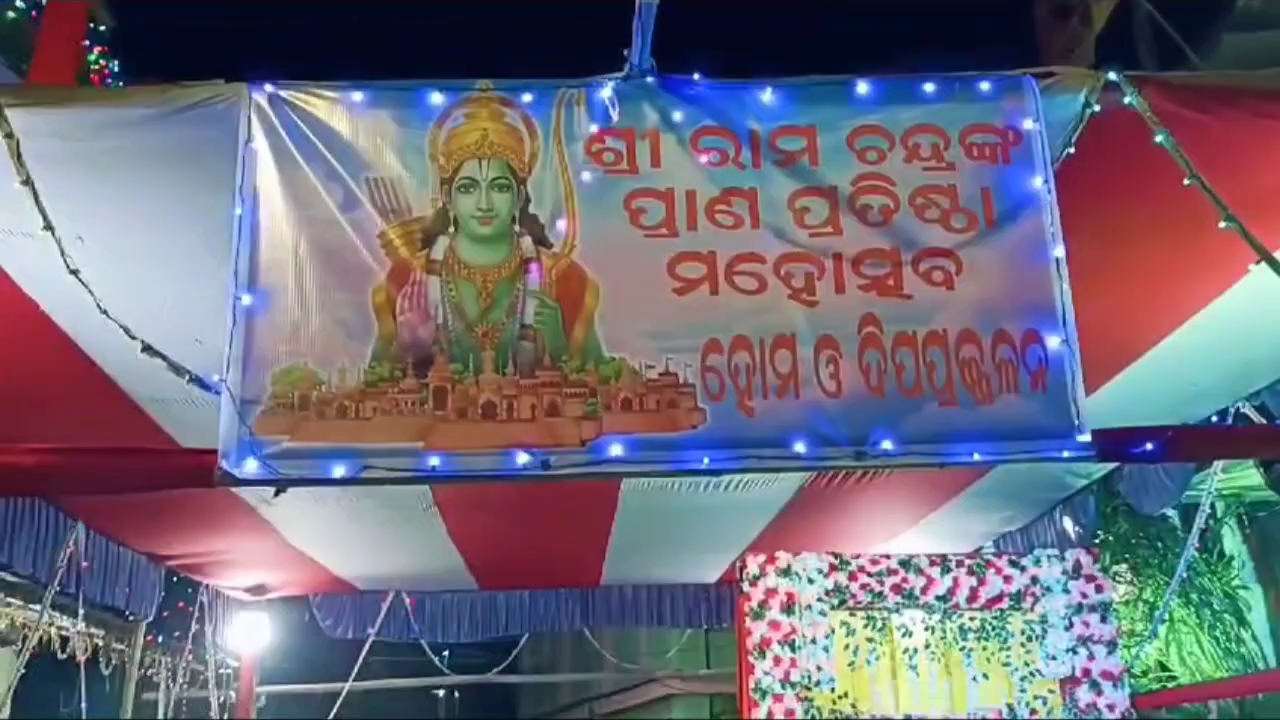 ଶ୍ରୀ ରାମ ଚନ୍ଦ୍ରଙ୍କ
ପ୍ରାଣ ପ୍ରତିଷ୍ଠା
ମହୋତ୍ସବ
ହୋମ ଓ ଦିପପ୍ରଜ୍ଜ୍ୱଳନ